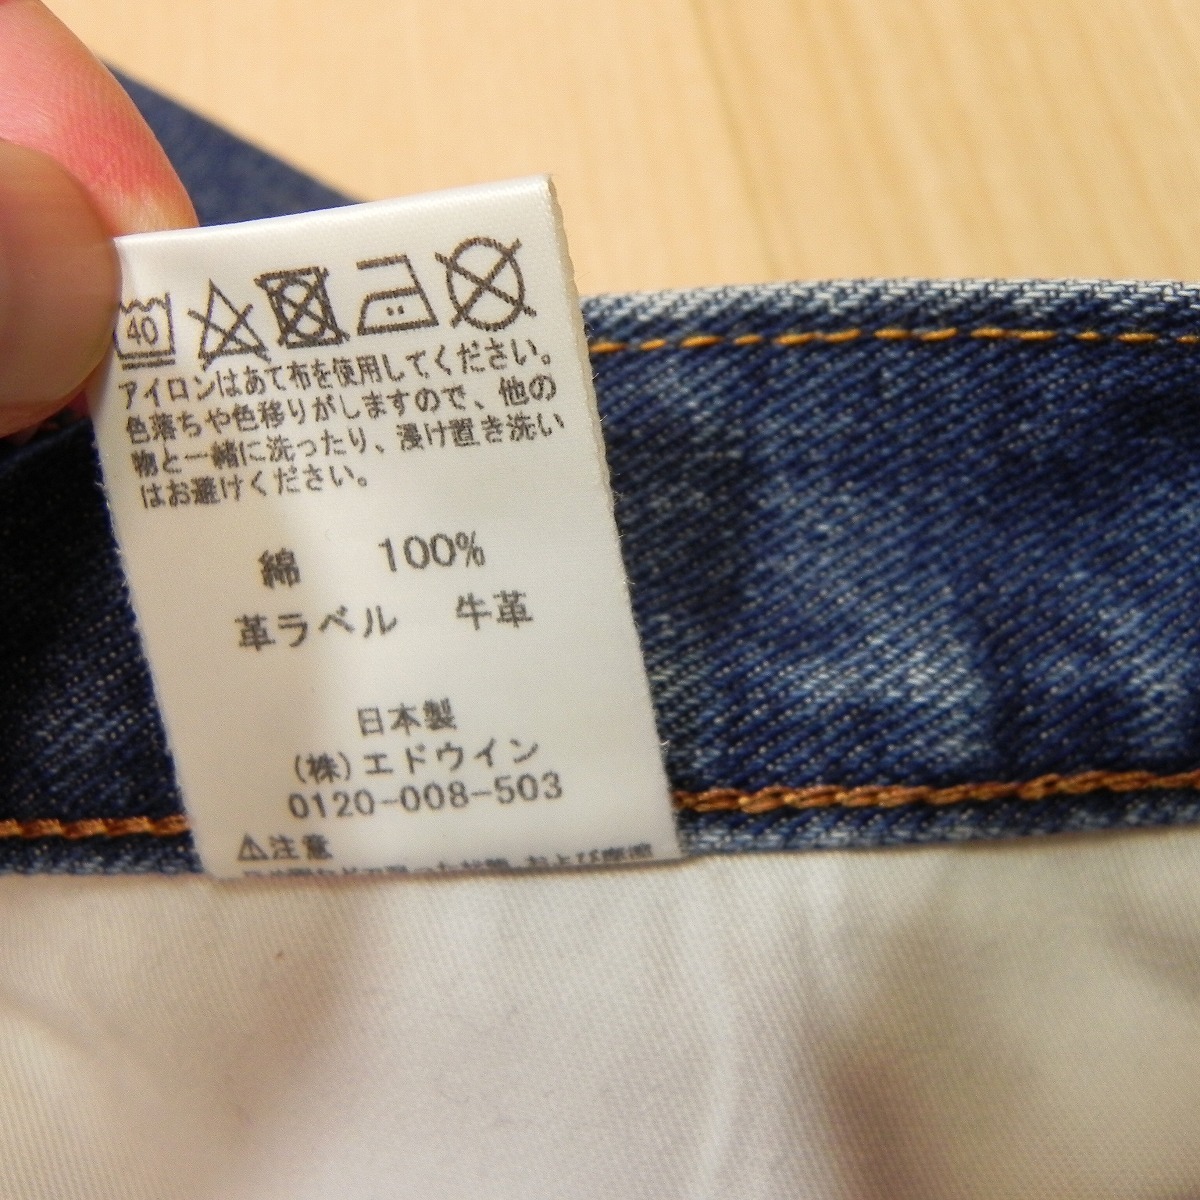 40
アイロンはあて布を使用してください。
色落ちや色移りがしますので、他の
物と一緒に洗ったり、浸け置き洗い
はお避けください。
綿 100%
革ラベル 牛革
日本製
(株)エドウイン
0120-008-503
⚠注意